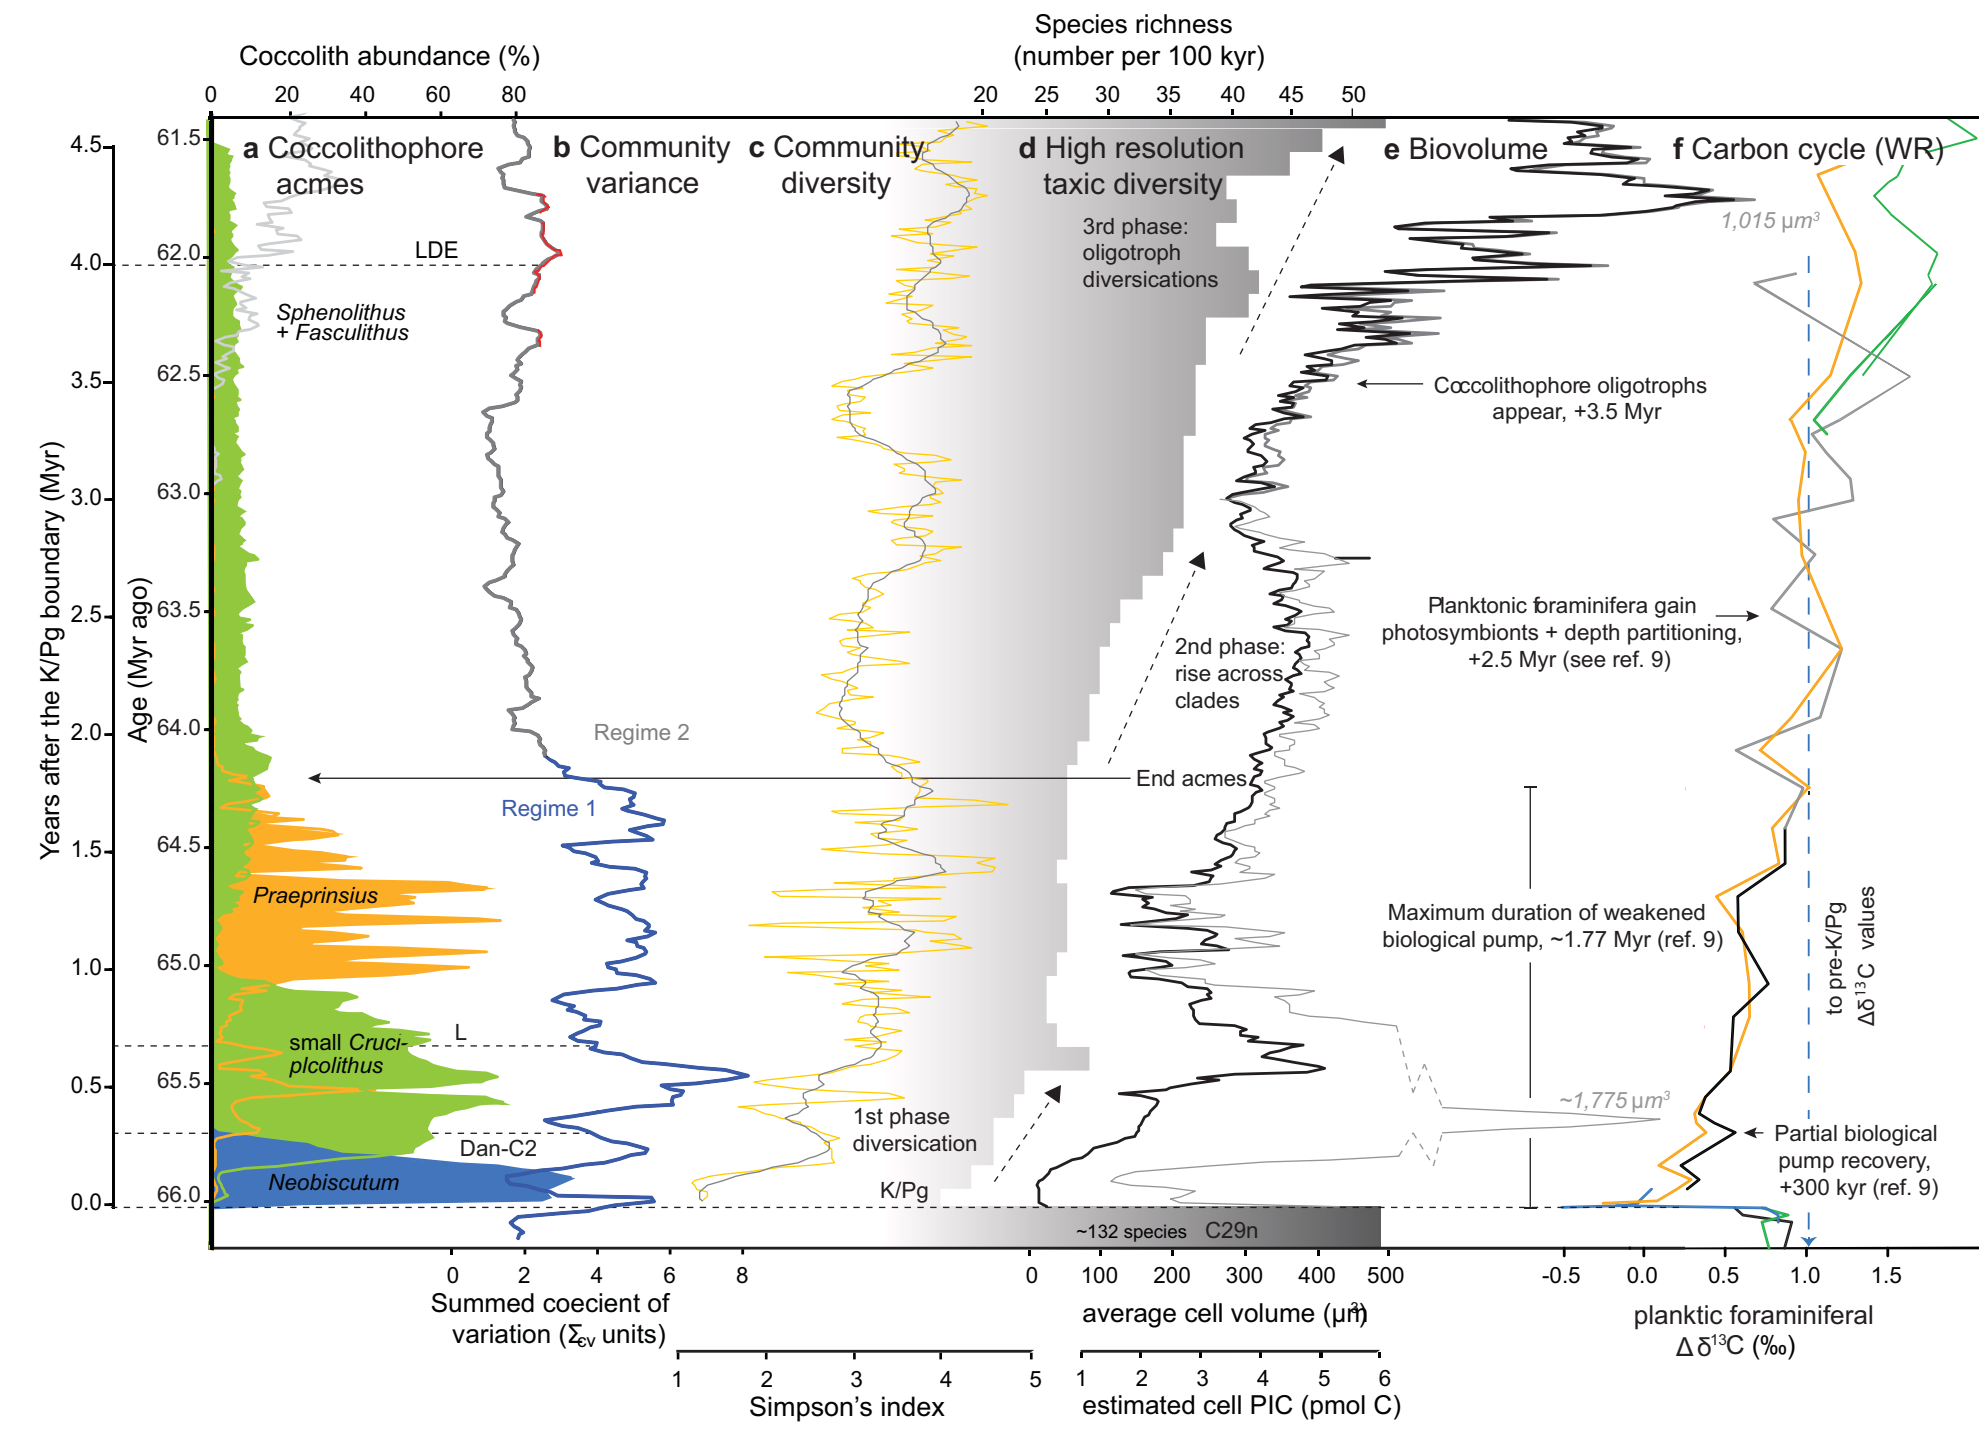 Species richness
(number per 100 kyr)
Coccolith abundance (%)
0 20 40 60 80
20 25 30 35 40 45 50
a Coccolithophore
acmes
b Community
variance
c Community
diversity
d High resolution
taxic diversity
e Biovolume
f Carbon cycle (WR)
Years after the K/Pg boundary (Myr)
4.5
4.0
3.5
3.0
2.5
2.0
1.5
1.0
0.5
0.0
Age (Myr ago)
61.5
62.0
62.5
63.0
63.5
64.0
64.5
65.0
65.5
66.0
LDE
Sphenolithus
+ Fasculithus
3rd phase:
oligotroph
diversications
1,015 µm³
Coccolithophore oligotrophs
appear, +3.5 Myr
Planktonic foraminifera gain
photosymbionts + depth partitioning,
+2.5 Myr (see ref. 9)
2nd phase:
rise across
clades
Regime 2
End acmes
Regime 1
Praeprinsius
Maximum duration of weakened
biological pump, ~1.77 Myr (ref. 9)
to pre-K/Pg
Δδ¹³C values
L
small Cruci-
plcolithus
~1,775 µm³
1st phase
diversication
Dan-C2
Partial biological
pump recovery,
+300 kyr (ref. 9)
Neobiscutum
K/Pg
~132 species C29n
0 2 4 6 8
Summed coecient of
variation (Σcv units)
0 100 200 300 400 500
average cell volume (µm³)
-0.5 0.0 0.5 1.0 1.5
planktic foraminiferal
Δ δ¹³C (‰)
1 2 3 4 5
Simpson’s index
1 2 3 4 5 6
estimated cell PIC (pmol C)